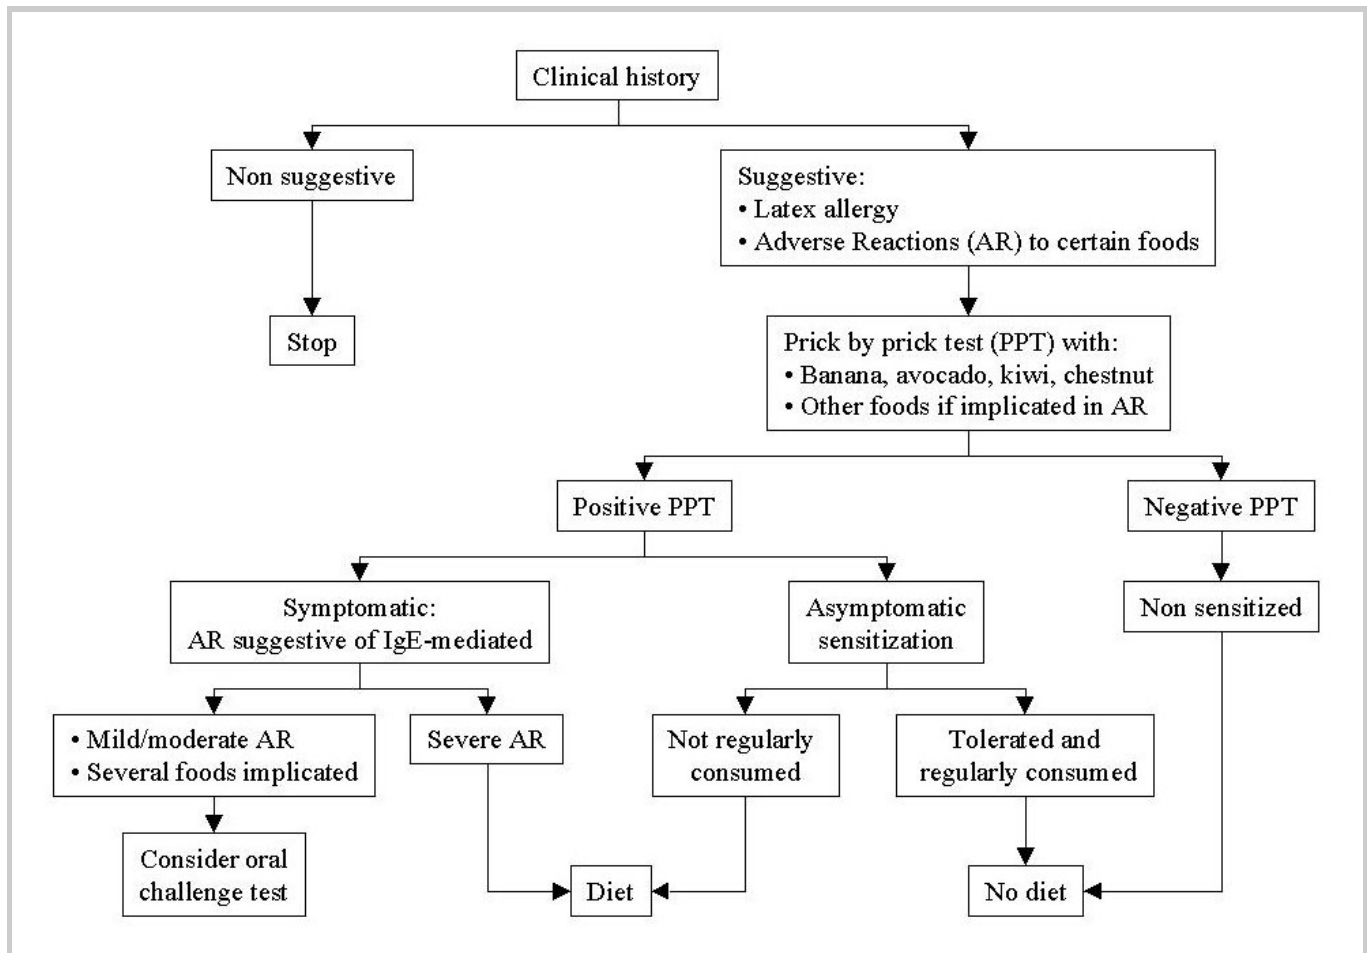 Clinical history
Non suggestive
Suggestive:
• Latex allergy
• Adverse Reactions (AR) to certain foods
Stop
Prick by prick test (PPT) with:
• Banana, avocado, kiwi, chestnut
• Other foods if implicated in AR
Positive PPT
Negative PPT
Symptomatic:
AR suggestive of IgE-mediated
Asymptomatic
sensitization
Non sensitized
• Mild/moderate AR
• Several foods implicated
Severe AR
Not regularly
consumed
Tolerated and
regularly consumed
Consider oral
challenge test
Diet
No diet